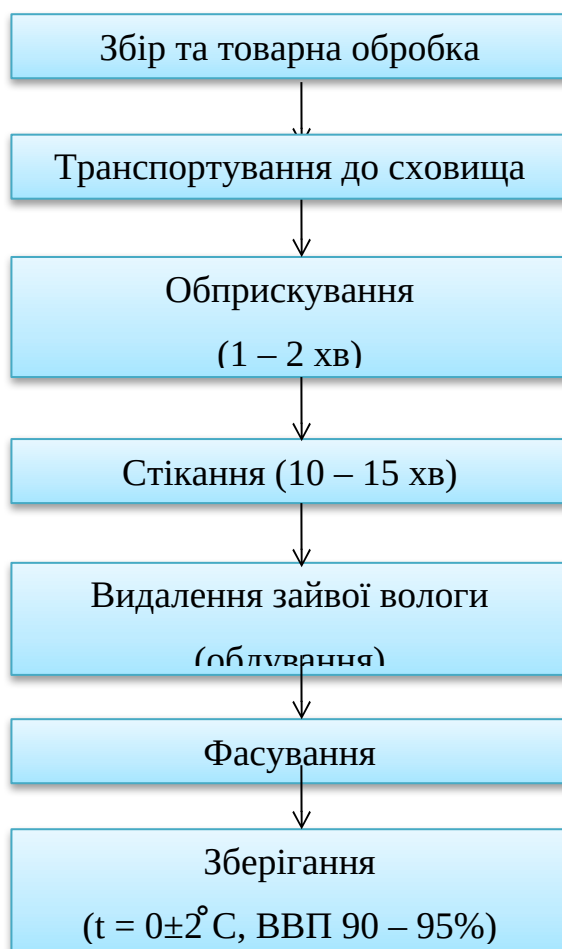 Збір та товарна обробка
Транспортування до сховища
Обприскування
(1 – 2 хв)
Стікання (10 – 15 хв)
Видалення зайвої вологи
(обдування)
Фасування
Зберігання
(t = 0±2̊ C, ВВП 90 – 95%)